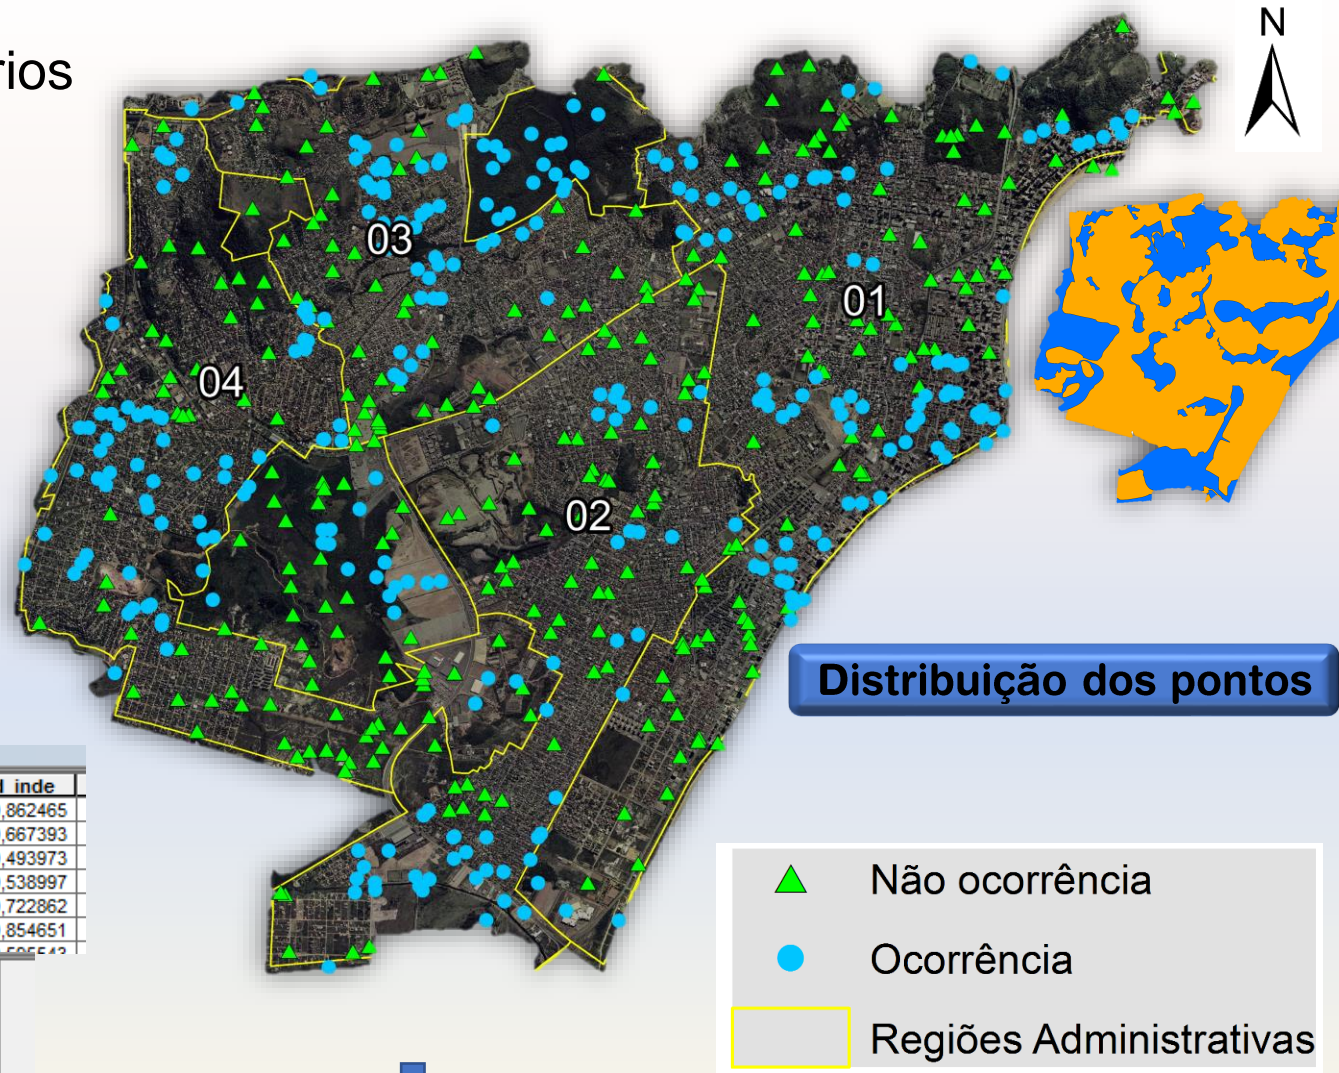 rios
N
03
01
04
02
Distribuição dos pontos
d_inde
,862465
,667393
,493973
,538997
,722862
,854651
Não ocorrência
Ocorrência
Regiões Administrativas